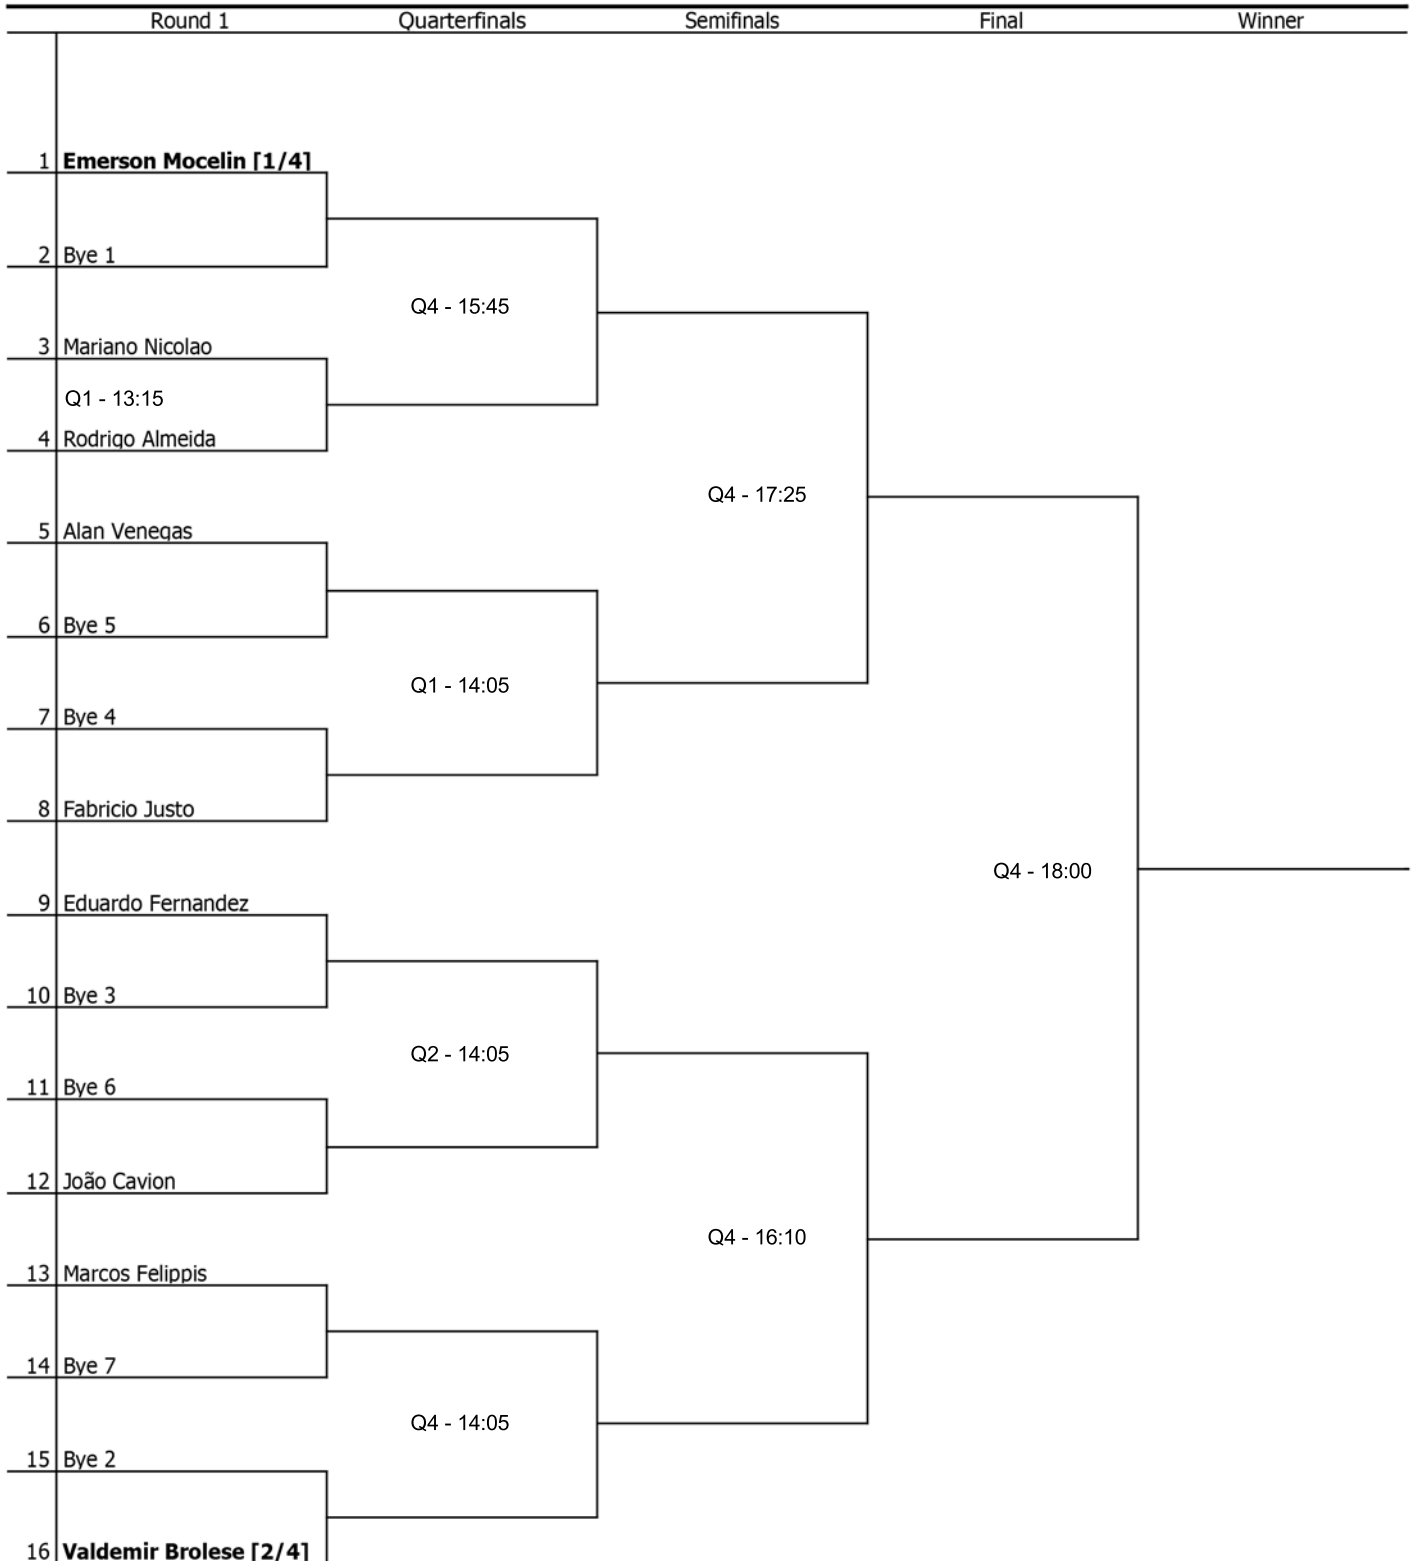 Round 1 Quarterfinals Semifinals Final Winner
1 Emerson Mocelin [1/4]
2 Bye 1
Q4 - 15:45
3 Mariano Nicolao
Q1 - 13:15
4 Rodrigo Almeida
Q4 - 17:25
5 Alan Venegas
6 Bye 5
Q1 - 14:05
7 Bye 4
8 Fabricio Justo
Q4 - 18:00
9 Eduardo Fernandez
10 Bye 3
Q2 - 14:05
11 Bye 6
12 João Cavion
Q4 - 16:10
13 Marcos Felippis
14 Bye 7
Q4 - 14:05
15 Bye 2
16 Valdemir Brolese [2/4]